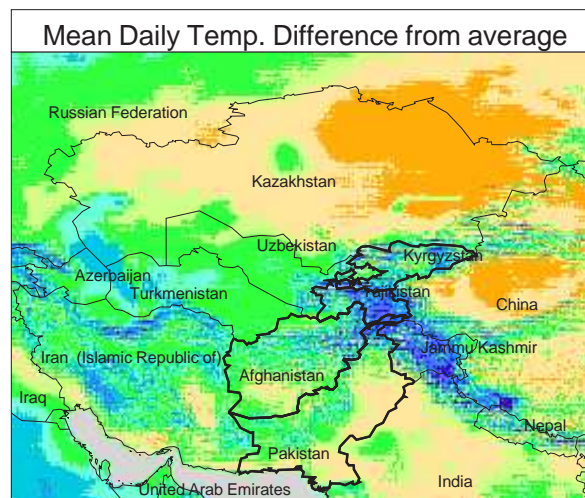 Mean Daily Temp. Difference from average
Russian Federation
Kazakhstan
Uzbekistan
Kyrgyzstan
Azerbaijan
Turkmenistan
Tajikistan
China
Iran (Islamic Republic of)
Jammu Kashmir
Afghanistan
Iraq
Nepal
Pakistan
India
United Arab Emirates